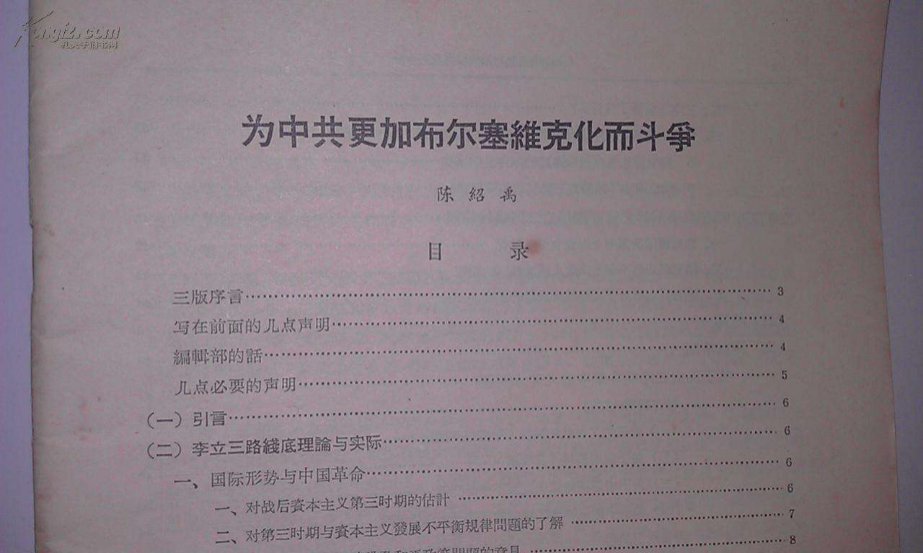 为中共更加布尔塞維克化而斗爭
陈紹禹
目 录
三版序言 3
写在前面的几点声明 4
編輯部的話 4
几点必要的声明 5
（一）引言 6
（二）李立三路綫底理論与实际 6
一、国际形势与中国革命 6
一、对战后資本主义第三时期的估計 6
二、对第三时期与資本主义發展不平衡規律問題的了解 7
8